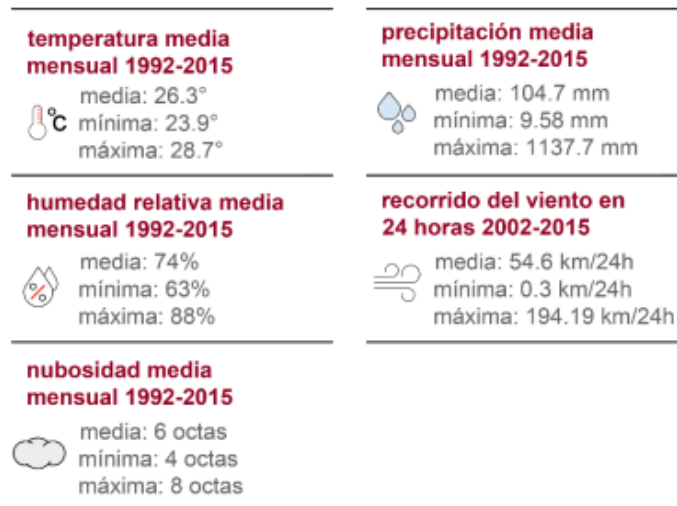 temperatura media
mensual 1992-2015
media: 26.3°
°C mínima: 23.9°
máxima: 28.7°
precipitación media
mensual 1992-2015
media: 104.7 mm
mínima: 9.58 mm
máxima: 1137.7 mm
humedad relativa media
mensual 1992-2015
media: 74%
% mínima: 63%
máxima: 88%
recorrido del viento en
24 horas 2002-2015
media: 54.6 km/24h
mínima: 0.3 km/24h
máxima: 194.19 km/24h
nubosidad media
mensual 1992-2015
media: 6 octas
mínima: 4 octas
máxima: 8 octas